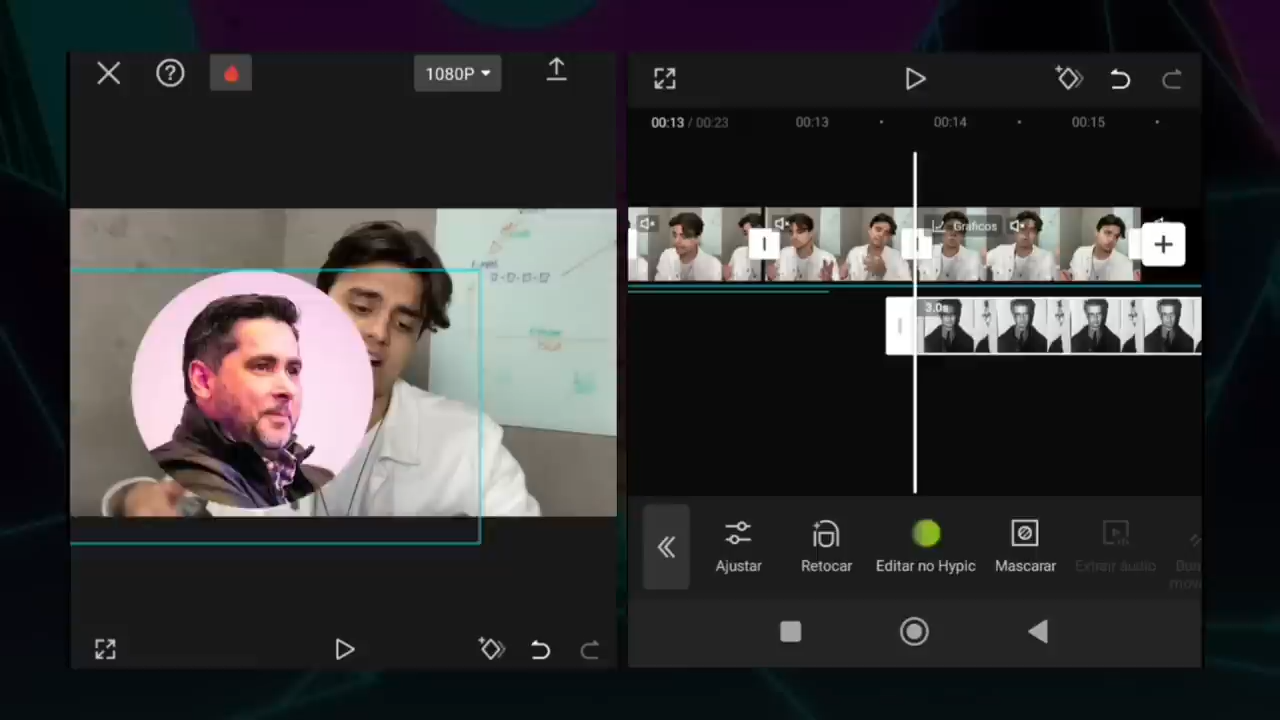 1080P
00:13 / 00:23
00:13
00:14
00:15
Gráficos
3.0s
Ajustar
Retocar
Editar no Hypic
Mascarar
Extrair áudio